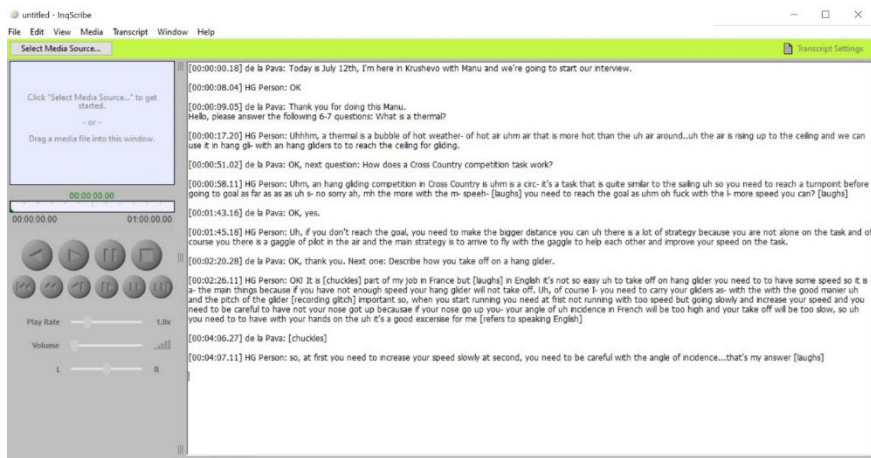 untitled - InqScribe
File Edit View Media Transcript Window Help
Select Media Source...
Transcript Settings
Click "Select Media Source..." to get
started.
- or -
Drag a media file into this window.
00:00:00.00
00:00:00.00 01:00:00.00
Play Rate 1.0x
Volume
L R
[00:00:00.18] de la Pava: Today is July 12th, I'm here in Krushevo with Manu and we're going to start our interview.
[00:00:08.04] HG Person: OK
[00:00:09.05] de la Pava: Thank you for doing this Manu.
Hello, please answer the following 6-7 questions: What is a thermal?
[00:00:17.20] HG Person: Uhhhm, a thermal is a bubble of hot weather- of hot air uhm air that is more hot than the uh air around..uh the air is rising up to the ceiling and we can
use it in hang gli- with an hang gliders to to reach the ceiling for gliding.
[00:00:51.02] de la Pava: OK, next question: How does a Cross Country competition task work?
[00:00:58.11] HG Person: Uhm, an hang gliding competition in Cross Country is uhm is a circ- it's a task that is quite similar to the sailing uh so you need to reach a turnpoint before
going to goal as far as as as uh s- no sorry ah, mh the more with the m- speeh- [laughs] you need to reach the goal as uhm oh fuck with the l- more speed you can? [laughs]
[00:01:43.16] de la Pava: OK, yes.
[00:01:45.18] HG Person: Uh, if you don't reach the goal, you need to make the bigger distance you can uh there is a lot of strategy because you are not alone on the task and of
course you there is a gaggle of pilot in the air and the main strategy is to arrive to fly with the gaggle to help each other and improve your speed on the task.
[00:02:20.28] de la Pava: OK, thank you. Next one: Describe how you take off on a hang glider.
[00:02:26.11] HG Person: OK! It is [chuckles] part of my job in France but [laughs] in English it's not so easy uh to take off on hang glider you need to to have some speed so it is
a- the main things because if you have not enough speed your hang glider will not take off. Uh, of course I- you need to carry your gliders as- with the with the good manier uh
and the pitch of the glider [recording glitch] important so, when you start running you need at frist not running with too speed but going slowly and increase your speed and you
need to be careful to have not your nose got up becausae if your nose go up you- your angle of uh incidence in French will be too high and your take off will be too slow, so uh
you need to to have with your hands on the uh it's a good excersise for me [refers to speaking English]
[00:04:06.27] de la Pava: [chuckles]
[00:04:07.11] HG Person: so, at first you need to increase your speed slowly at second, you need to be careful with the angle of incidence...that's my answer [laughs]